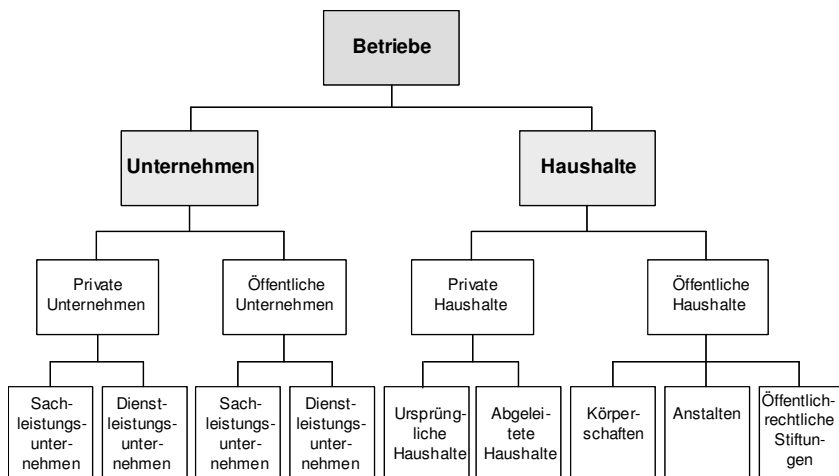 Betriebe
Unternehmen
Haushalte
Private
Unternehmen
Öffentliche
Unternehmen
Private
Haushalte
Öffentliche
Haushalte
Sach-
leistungs-
unter-
nehmen
Dienst-
leistungs-
unter-
nehmen
Sach-
leistungs-
unter-
nehmen
Dienst-
leistungs-
unter-
nehmen
Ursprüng-
liche
Haushalte
Abgelei-
tete
Haushalte
Körper-
schaften
Anstalten
Öffentlich-
rechtliche
Stiftun-
gen